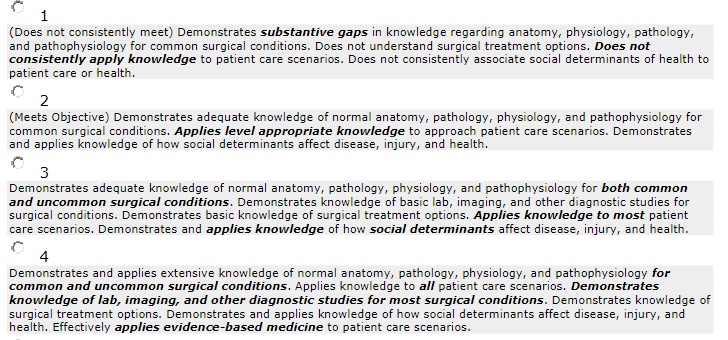 1
(Does not consistently meet) Demonstrates substantive gaps in knowledge regarding anatomy, physiology, pathology,
and pathophysiology for common surgical conditions. Does not understand surgical treatment options. Does not
consistently apply knowledge to patient care scenarios. Does not consistently associate social determinants of health to
patient care or health.
2
(Meets Objective) Demonstrates adequate knowledge of normal anatomy, pathology, physiology, and pathophysiology for
common surgical conditions. Applies level appropriate knowledge to approach patient care scenarios. Demonstrates
and applies knowledge of how social determinants affect disease, injury, and health.
3
Demonstrates adequate knowledge of normal anatomy, pathology, physiology, and pathophysiology for both common
and uncommon surgical conditions. Demonstrates knowledge of basic lab, imaging, and other diagnostic studies for
surgical conditions. Demonstrates basic knowledge of surgical treatment options. Applies knowledge to most patient
care scenarios. Demonstrates and applies knowledge of how social determinants affect disease, injury, and health.
4
Demonstrates and applies extensive knowledge of normal anatomy, pathology, physiology, and pathophysiology for
common and uncommon surgical conditions. Applies knowledge to all patient care scenarios. Demonstrates
knowledge of lab, imaging, and other diagnostic studies for most surgical conditions. Demonstrates knowledge of
surgical treatment options. Demonstrates and applies knowledge of how social determinants affect disease, injury, and
health. Effectively applies evidence-based medicine to patient care scenarios.